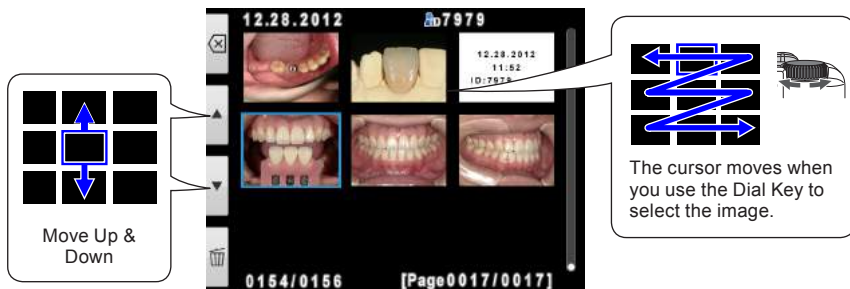 12.28.2012
ID7979
12.28.2012
11:52
ID:7979
0154/0156
[Page0017/0017]
Move Up &
Down
The cursor moves when
you use the Dial Key to
select the image.